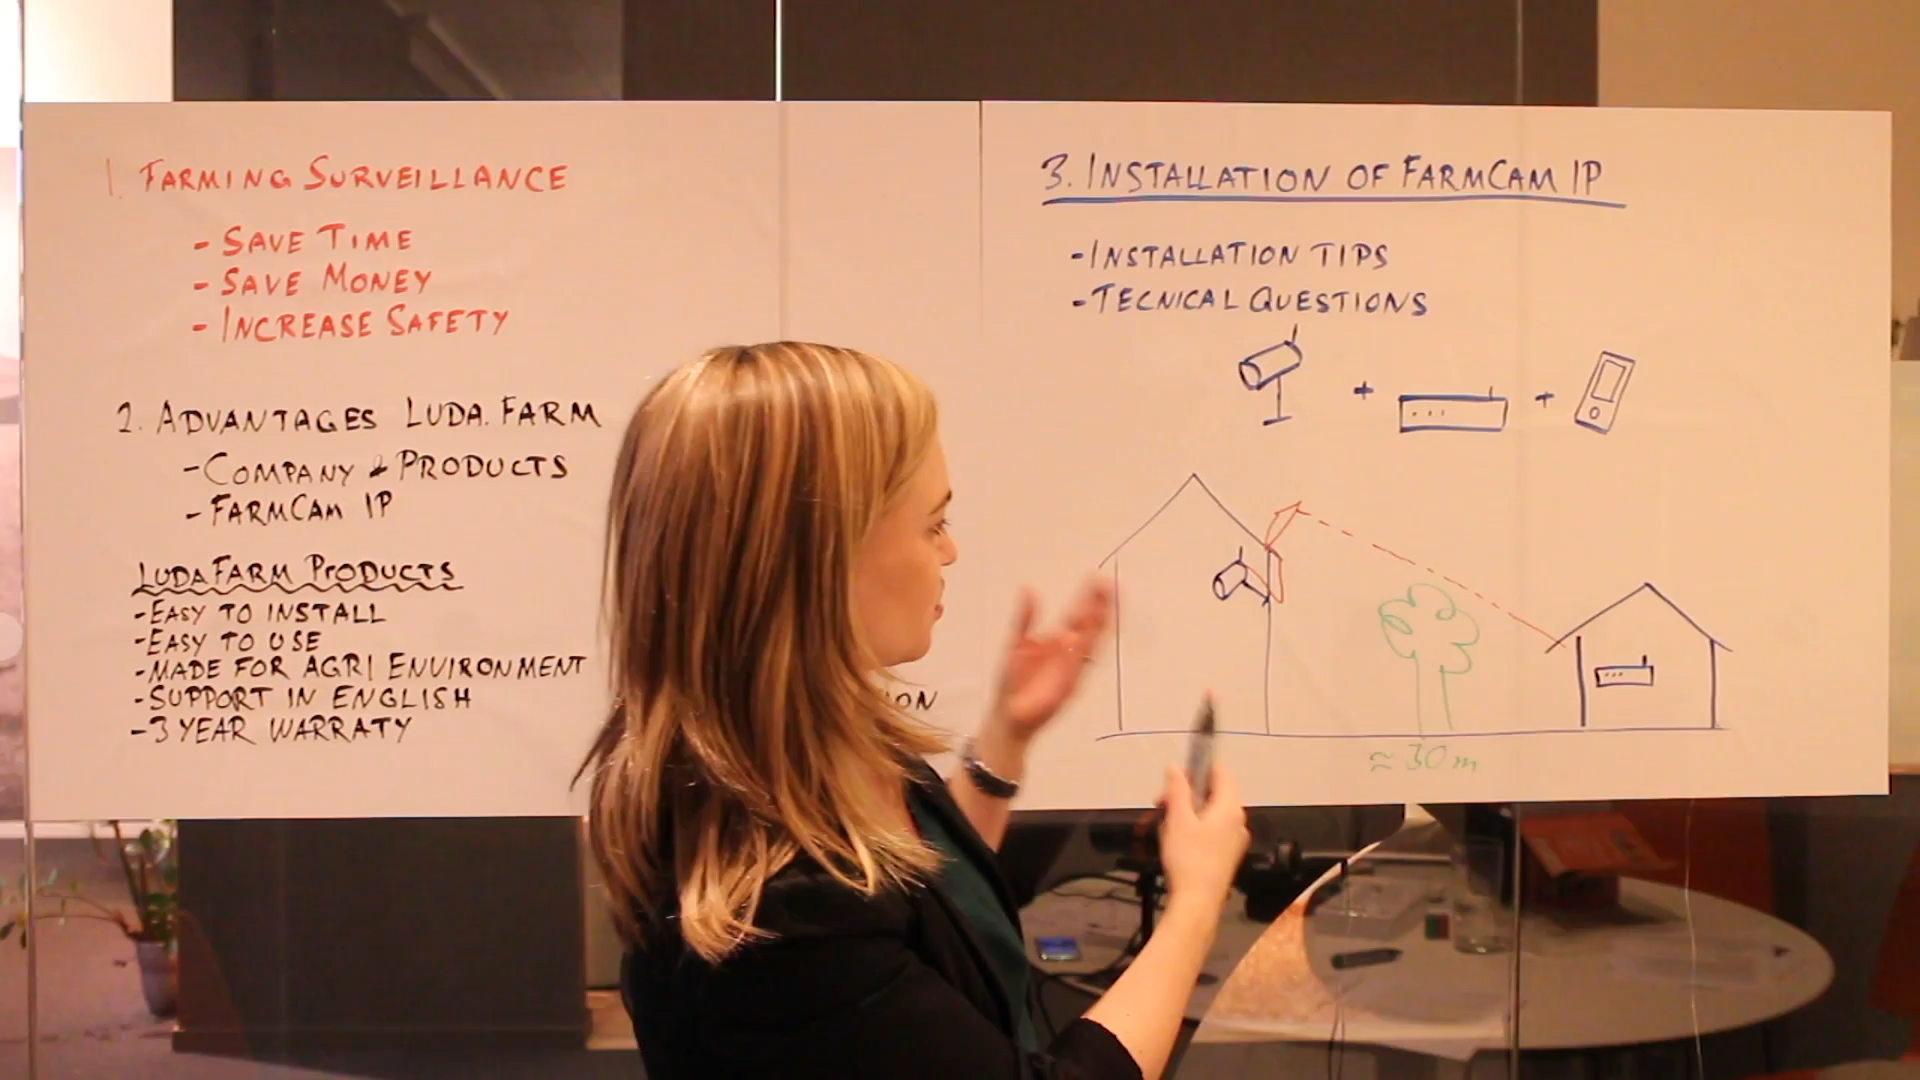 1. FARMING SURVEILLANCE
- SAVE TIME
- SAVE MONEY
- INCREASE SAFETY
2. ADVANTAGES LUDA.FARM
- COMPANY & PRODUCTS
- FARMCAM IP
LUDAFARM PRODUCTS
- EASY TO INSTALL
- EASY TO USE
- MADE FOR AGRI ENVIRONMENT
- SUPPORT IN ENGLISH
- 3 YEAR WARRATY
3. INSTALLATION OF FARMCAM IP
- INSTALLATION TIPS
- TECNICAL QUESTIONS
+ +
≈ 30 m